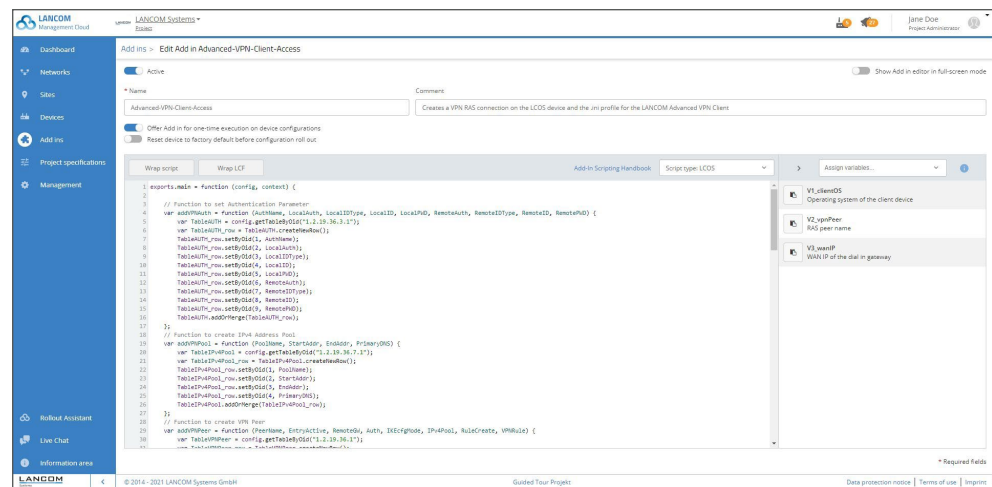 LANCOM
Management Cloud
LANCOM Systems
Project
Jane Doe
Project Administrator
Dashboard
Networks
Sites
Devices
Add ins
Project specifications
Management
Rollout Assistant
Live Chat
Information area
LANCOM
Systems
Add ins > Edit Add in Advanced-VPN-Client-Access
Active
Show Add in editor in full-screen mode
* Name
Comment
Advanced-VPN-Client-Access
Creates a VPN RAS connection on the LCOS device and the .ini profile for the LANCOM Advanced VPN Client
Offer Add in for one-time execution on device configurations
Reset device to factory default before configuration roll out
Wrap script
Wrap LCF
Add-In Scripting Handbook
Script type: LCOS
Assign variables...
1 exports.main = function (config, context) {
2
3 // Function to set Authentication Parameter
4 var addVPNAuth = function (AuthName, LocalAuth, LocalIDType, LocalID, LocalPWD, RemoteAuth, RemoteIDType, RemoteID, RemotePWD) {
5 var TableAUTH = config.getTableByOid("1.2.19.36.3.1");
6 var TableAUTH_row = TableAUTH.createNewRow();
7 TableAUTH_row.setByOid(1, AuthName);
8 TableAUTH_row.setByOid(2, LocalAuth);
9 TableAUTH_row.setByOid(3, LocalIDType);
10 TableAUTH_row.setByOid(4, LocalID);
11 TableAUTH_row.setByOid(5, LocalPWD);
12 TableAUTH_row.setByOid(6, RemoteAuth);
13 TableAUTH_row.setByOid(7, RemoteIDType);
14 TableAUTH_row.setByOid(8, RemoteID);
15 TableAUTH_row.setByOid(9, RemotePWD);
16 TableAUTH.addOrMerge(TableAUTH_row);
17 };
18 // Function to create IPv4 Address Pool
19 var addVPNPool = function (PoolName, StartAddr, EndAddr, PrimaryDNS) {
20 var TableIPv4Pool = config.getTableByOid("1.2.19.36.7.1");
21 var TableIPv4Pool_row = TableIPv4Pool.createNewRow();
22 TableIPv4Pool_row.setByOid(1, PoolName);
23 TableIPv4Pool_row.setByOid(2, StartAddr);
24 TableIPv4Pool_row.setByOid(3, EndAddr);
25 TableIPv4Pool_row.setByOid(4, PrimaryDNS);
26 TableIPv4Pool.addOrMerge(TableIPv4Pool_row);
27 };
28 // Function to create VPN Peer
29 var addVPNPeer = function (PeerName, EntryActive, RemoteGW, Auth, IKECfgMode, IPv4Pool, RuleCreate, VPNRule) {
30 var TableVPNPeer = config.getTableByOid("1.2.19.36.1");
V1_clientOS
Operating system of the client device
V2_vpnPeer
RAS peer name
V3_wanIP
WAN IP of the dial in gateway
* Required fields
© 2014 - 2021 LANCOM Systems GmbH
Guided Tour Projekt
Data protection notice | Terms of use | Imprint